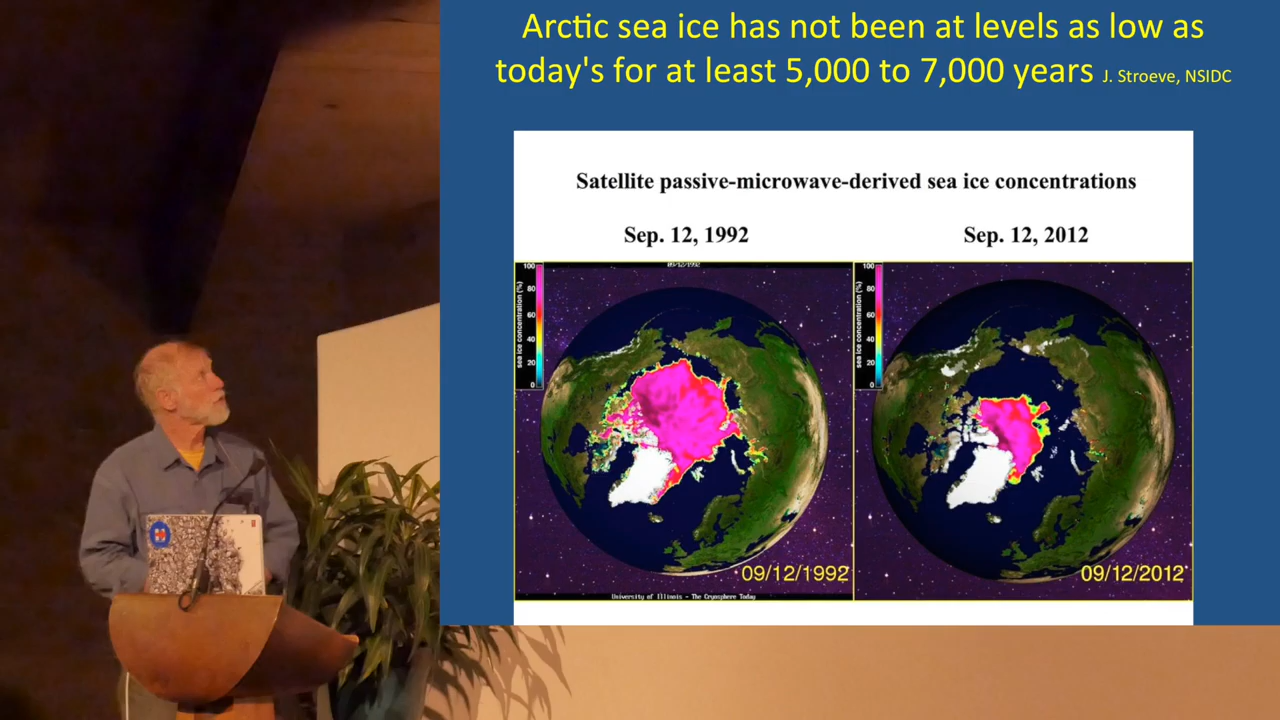 Arctic sea ice has not been at levels as low as
today's for at least 5,000 to 7,000 years J. Stroeve, NSIDC
Satellite passive-microwave-derived sea ice concentrations
Sep. 12, 1992
Sep. 12, 2012
09/12/1992
100
80
60
40
20
0
sea ice concentration (%)
100
80
60
40
20
0
sea ice concentration (%)
H
09/12/1992
09/12/2012
University of Illinois - The Cryosphere Today